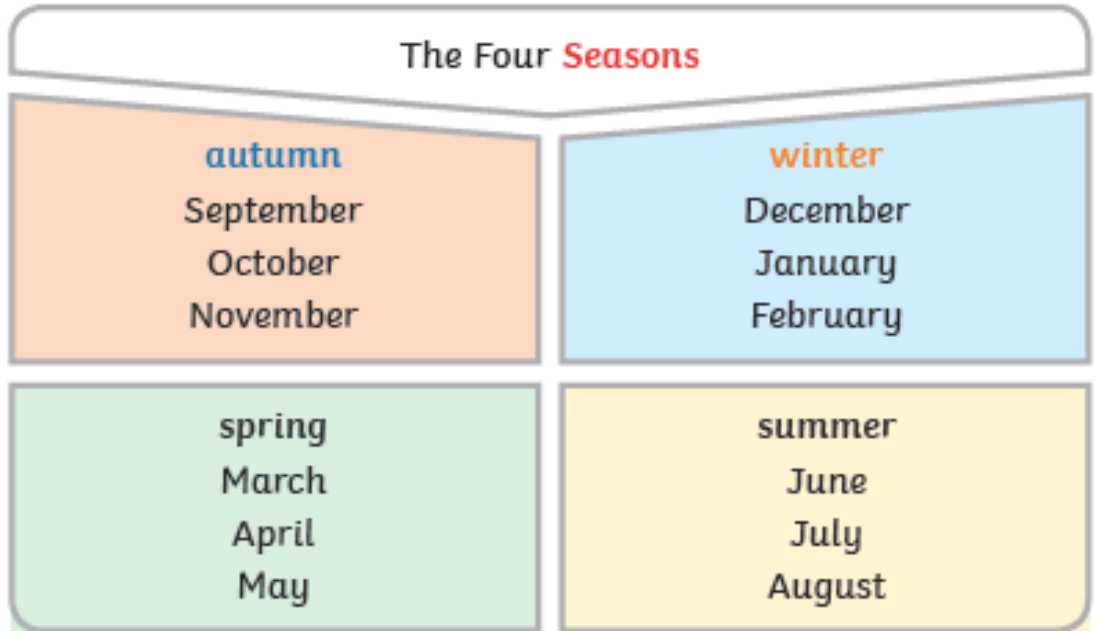 The Four Seasons
autumn
September
October
November
winter
December
January
February
spring
March
April
May
summer
June
July
August